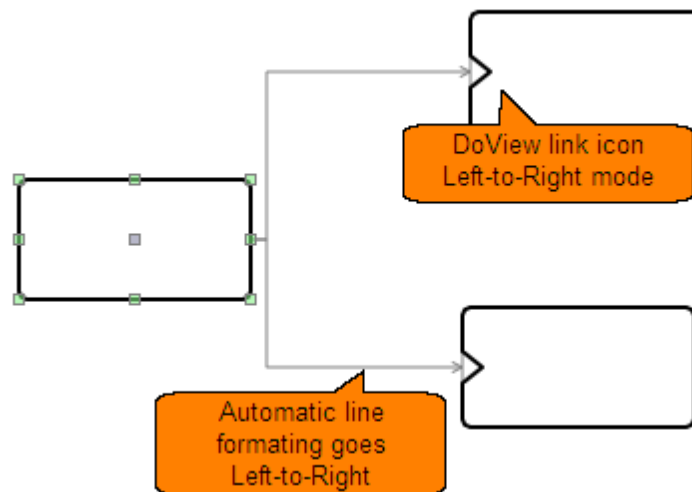 DoView link icon
Left-to-Right mode
Automatic line
formating goes
Left-to-Right